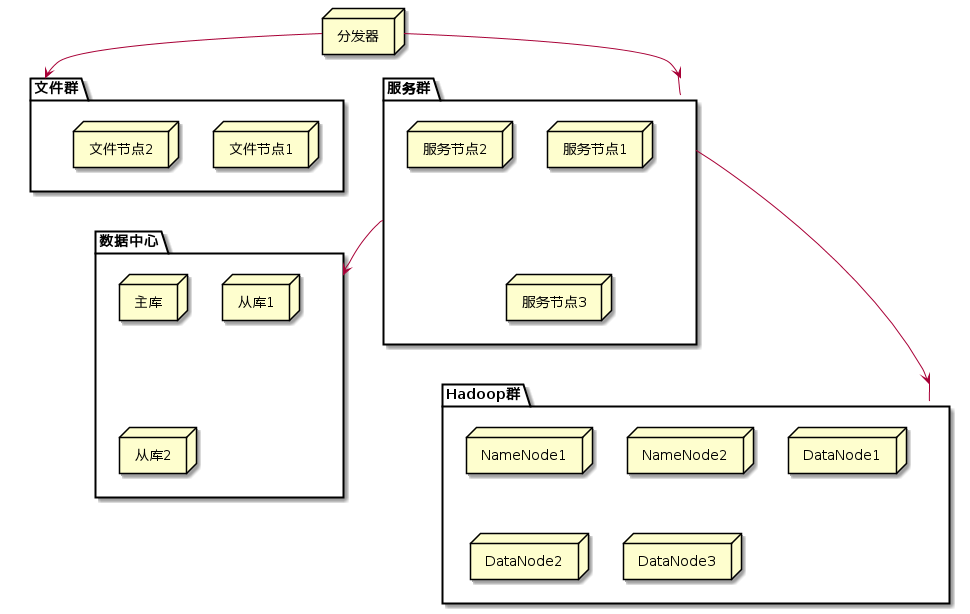 分发器
文件群
文件节点2
文件节点1
服务群
服务节点2
服务节点1
服务节点3
数据中心
主库
从库1
从库2
Hadoop群
NameNode1
NameNode2
DataNode1
DataNode2
DataNode3